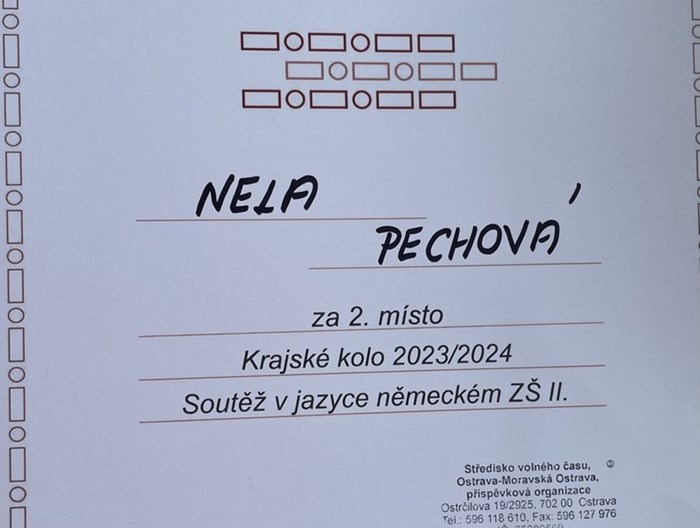 NELA
PECHOVÁ
za 2. místo
Krajské kolo 2023/2024
Soutěž v jazyce německém ZŠ II.
Středisko volného času,
Ostrava-Moravská Ostrava,
příspěvková organizace
Ostrčilova 19/2925, 702 00 Ostrava
Tel.: 596 118 610, Fax: 596 127 976